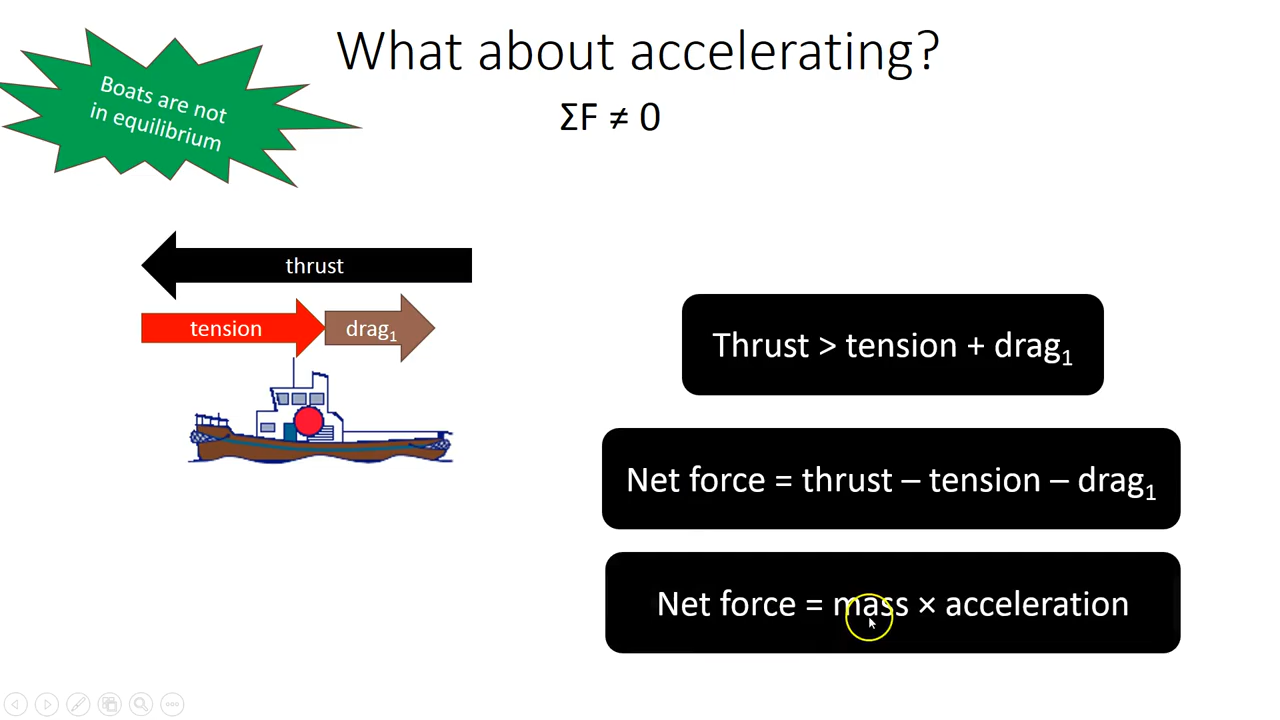 What about accelerating?
ΣF ≠ 0
Boats are not
in equilibrium
thrust
tension
drag₁
Thrust > tension + drag₁
Net force = thrust – tension – drag₁
Net force = mass × acceleration